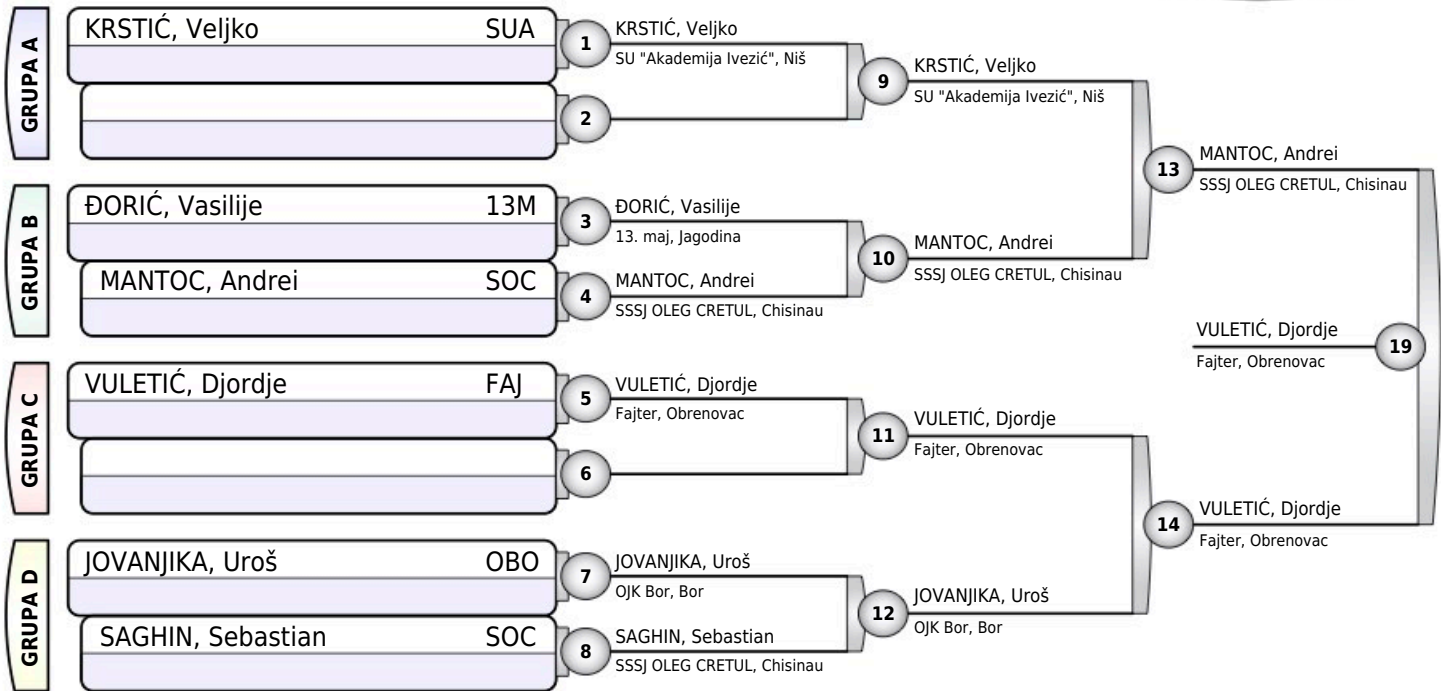 GRUPA A
KRSTIĆ, Veljko SUA
1
KRSTIĆ, Veljko
SU "Akademija Ivezić", Niš
2
9
KRSTIĆ, Veljko
SU "Akademija Ivezić", Niš
GRUPA B
ĐORIĆ, Vasilije 13M
3
ĐORIĆ, Vasilije
13. maj, Jagodina
MANTOC, Andrei SOC
4
MANTOC, Andrei
SSSJ OLEG CRETUL, Chisinau
10
MANTOC, Andrei
SSSJ OLEG CRETUL, Chisinau
13
MANTOC, Andrei
SSSJ OLEG CRETUL, Chisinau
GRUPA C
VULETIĆ, Djordje FAJ
5
VULETIĆ, Djordje
Fajter, Obrenovac
6
11
VULETIĆ, Djordje
Fajter, Obrenovac
GRUPA D
JOVANJIKA, Uroš OBO
7
JOVANJIKA, Uroš
OJK Bor, Bor
SAGHIN, Sebastian SOC
8
SAGHIN, Sebastian
SSSJ OLEG CRETUL, Chisinau
12
JOVANJIKA, Uroš
OJK Bor, Bor
14
VULETIĆ, Djordje
Fajter, Obrenovac
VULETIĆ, Djordje
Fajter, Obrenovac
19